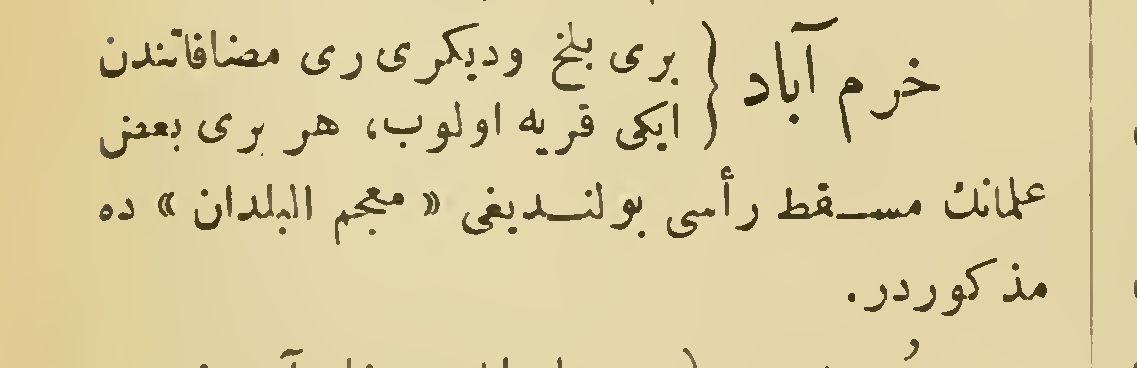 خرم آباد } بری بلخ ودیکری ری مضافاتندن
ایکی قریه اولوب، هر بری بعض
علمانك مسقط رأسی بولندیغی « معجم البلدان » ده
مذکوردر.